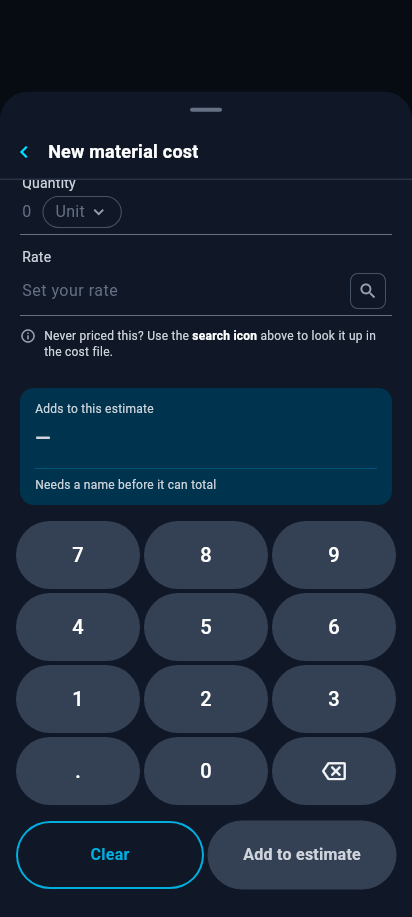 New material cost
Quantity
0 Unit
Rate
Set your rate
Never priced this? Use the search icon above to look it up in
the cost file.
Adds to this estimate
—
Needs a name before it can total
7 8 9
4 5 6
1 2 3
. 0
Clear Add to estimate